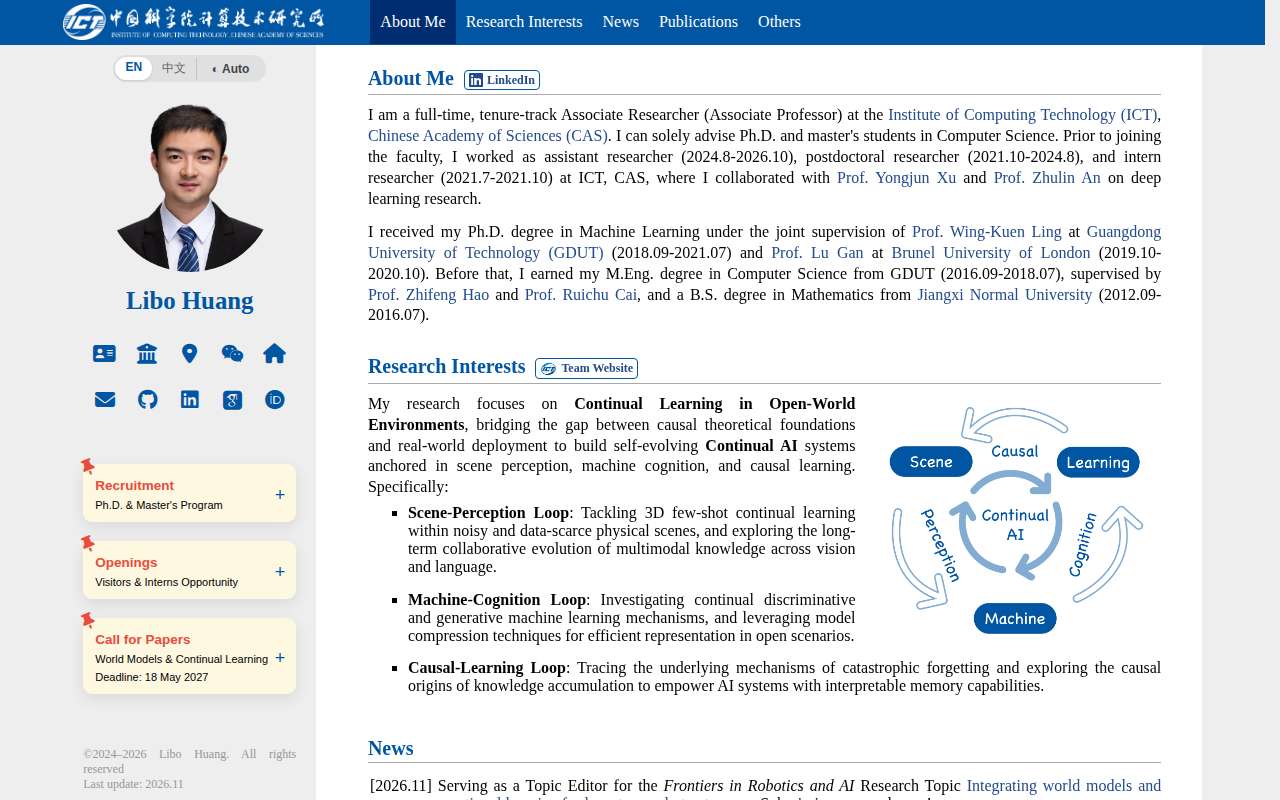 ICT 中国科学院计算技术研究所
INSTITUTE OF COMPUTING TECHNOLOGY, CHINESE ACADEMY OF SCIENCES
About Me Research Interests News Publications Others
EN 中文 Auto
Libo Huang
Recruitment
Ph.D. & Master's Program
+
Openings
Visitors & Interns Opportunity
+
Call for Papers
World Models & Continual Learning
Deadline: 18 May 2027
+
©2024–2026 Libo Huang. All rights
reserved
Last update: 2026.11
About Me LinkedIn
I am a full-time, tenure-track Associate Researcher (Associate Professor) at the Institute of Computing Technology (ICT),
Chinese Academy of Sciences (CAS). I can solely advise Ph.D. and master's students in Computer Science. Prior to joining
the faculty, I worked as assistant researcher (2024.8-2026.10), postdoctoral researcher (2021.10-2024.8), and intern
researcher (2021.7-2021.10) at ICT, CAS, where I collaborated with Prof. Yongjun Xu and Prof. Zhulin An on deep
learning research.
I received my Ph.D. degree in Machine Learning under the joint supervision of Prof. Wing-Kuen Ling at Guangdong
University of Technology (GDUT) (2018.09-2021.07) and Prof. Lu Gan at Brunel University of London (2019.10-
2020.10). Before that, I earned my M.Eng. degree in Computer Science from GDUT (2016.09-2018.07), supervised by
Prof. Zhifeng Hao and Prof. Ruichu Cai, and a B.S. degree in Mathematics from Jiangxi Normal University (2012.09-
2016.07).
Research Interests ICT Team Website
My research focuses on Continual Learning in Open-World
Environments, bridging the gap between causal theoretical foundations
and real-world deployment to build self-evolving Continual AI systems
anchored in scene perception, machine cognition, and causal learning.
Specifically:
Scene-Perception Loop: Tackling 3D few-shot continual learning
within noisy and data-scarce physical scenes, and exploring the long-
term collaborative evolution of multimodal knowledge across vision
and language.
Machine-Cognition Loop: Investigating continual discriminative
and generative machine learning mechanisms, and leveraging model
compression techniques for efficient representation in open scenarios.
Causal-Learning Loop: Tracing the underlying mechanisms of catastrophic forgetting and exploring the causal
origins of knowledge accumulation to empower AI systems with interpretable memory capabilities.
Scene
Causal
Learning
Perception
Continual
AI
Cognition
Machine
News
[2026.11] Serving as a Topic Editor for the Frontiers in Robotics and AI Research Topic Integrating world models and